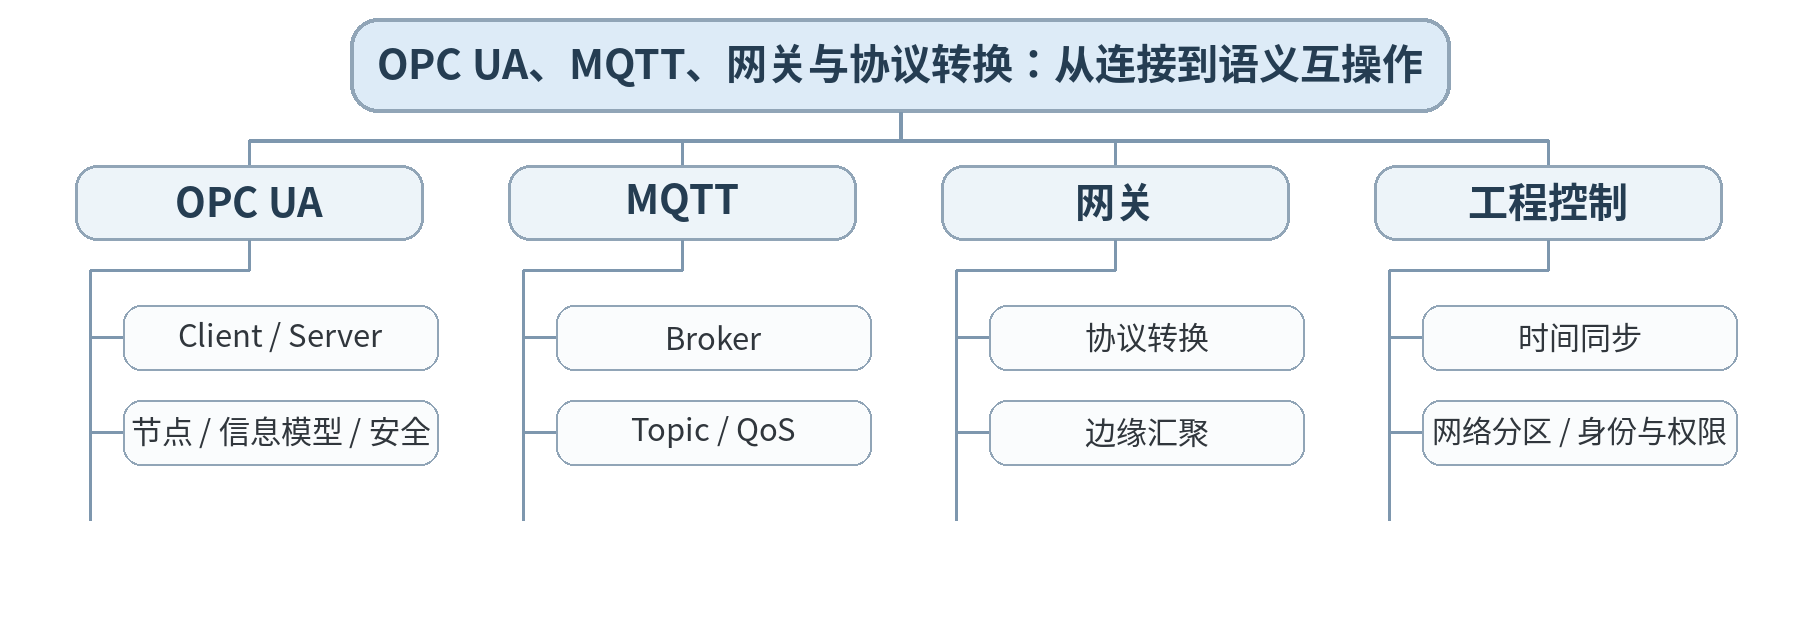 OPC UA、MQTT、网关与协议转换：从连接到语义互操作
OPC UA
MQTT
网关
工程控制
Client / Server
Broker
协议转换
时间同步
节点 / 信息模型 / 安全
Topic / QoS
边缘汇聚
网络分区 / 身份与权限